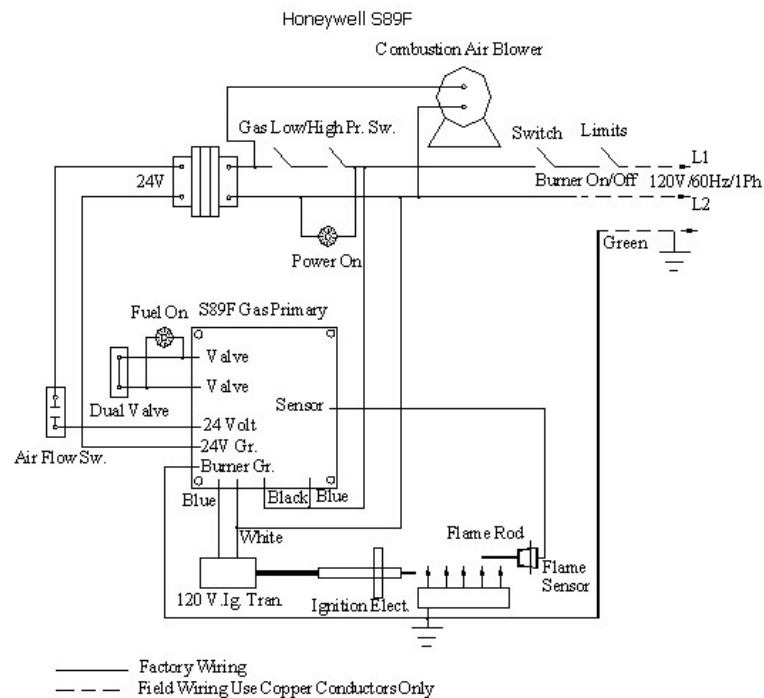 Honeywell S89F
Combustion Air Blower
Gas Low/High Pr. Sw.
Switch
Limits
L1
24V
Burner On/Off
120V/60Hz/1Ph
L2
Green
Power On
Fuel On
S89F Gas Primary
Valve
Valve
Dual Valve
Sensor
24 Volt
24V Gr.
Air Flow Sw.
Burner Gr.
Blue
Black
Blue
White
Flame Rod
Flame
Sensor
120 V.Ig. Tran.
Ignition Elect.
Factory Wiring
Field Wiring Use Copper Conductors Only